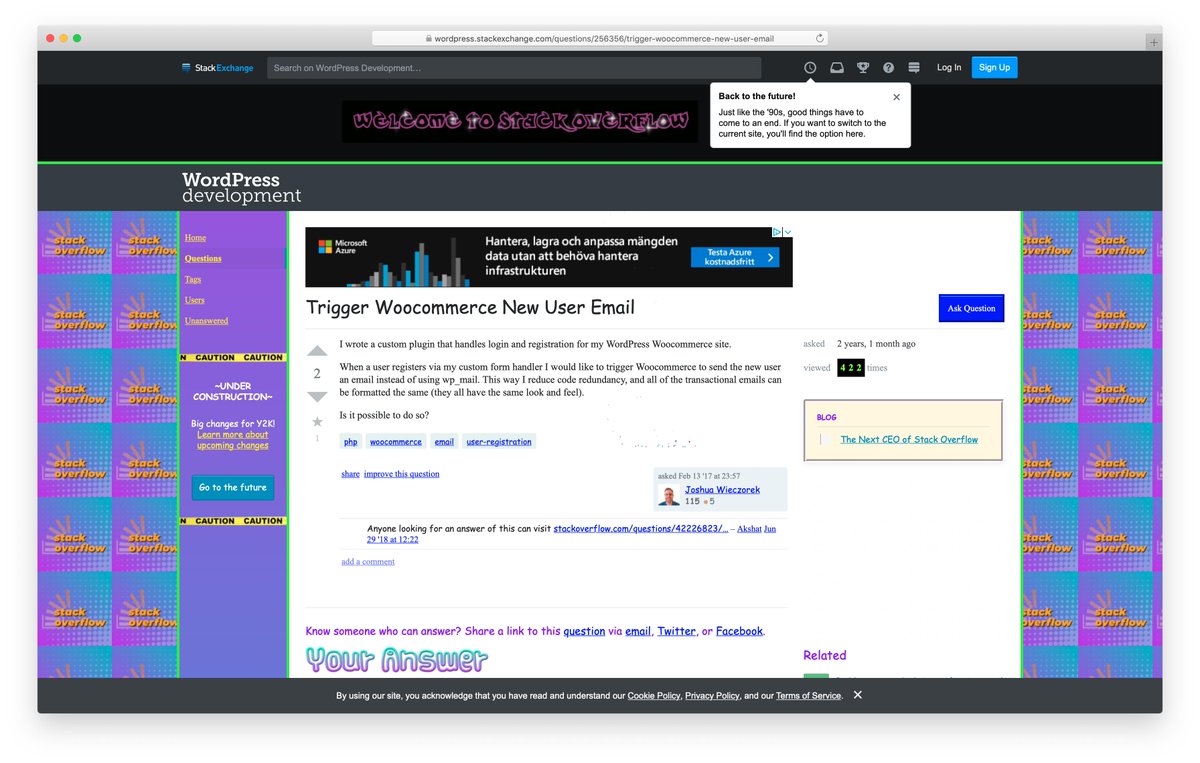 wordpress.stackexchange.com/questions/256356/trigger-woocommerce-new-user-email
StackExchange
Search on WordPress Development…
Log In
Sign Up
Back to the future!
Just like the '90s, good things have to
come to an end. If you want to switch to the
current site, you'll find the option here.
WELCOME TO STACKOVERFLOW
WordPress
development
Home
Questions
Tags
Users
Unanswered
N CAUTION CAUTION
~UNDER
CONSTRUCTION~
Big changes for Y2K!
Learn more about
upcoming changes
Go to the future
N CAUTION CAUTION
stack
overflow
Microsoft
Azure
Hantera, lagra och anpassa mängden
data utan att behöva hantera
infrastrukturen
Testa Azure
kostnadsfritt
Trigger Woocommerce New User Email
Ask Question
2
1
I wrote a custom plugin that handles login and registration for my WordPress Woocommerce site.
When a user registers via my custom form handler I would like to trigger Woocommerce to send the new user
an email instead of using wp_mail. This way I reduce code redundancy, and all of the transactional emails can
be formatted the same (they all have the same look and feel).
Is it possible to do so?
php woocommerce email user-registration
share improve this question
asked Feb 13 '17 at 23:57
Joshua Wieczorek
115 5
Anyone looking for an answer of this can visit stackoverflow.com/questions/42226823/… – Akshat Jun
29 '18 at 12:22
add a comment
asked 2 years, 1 month ago
viewed 422 times
BLOG
The Next CEO of Stack Overflow
Know someone who can answer? Share a link to this question via email, Twitter, or Facebook.
Your Answer
Related
By using our site, you acknowledge that you have read and understand our Cookie Policy, Privacy Policy, and our Terms of Service.